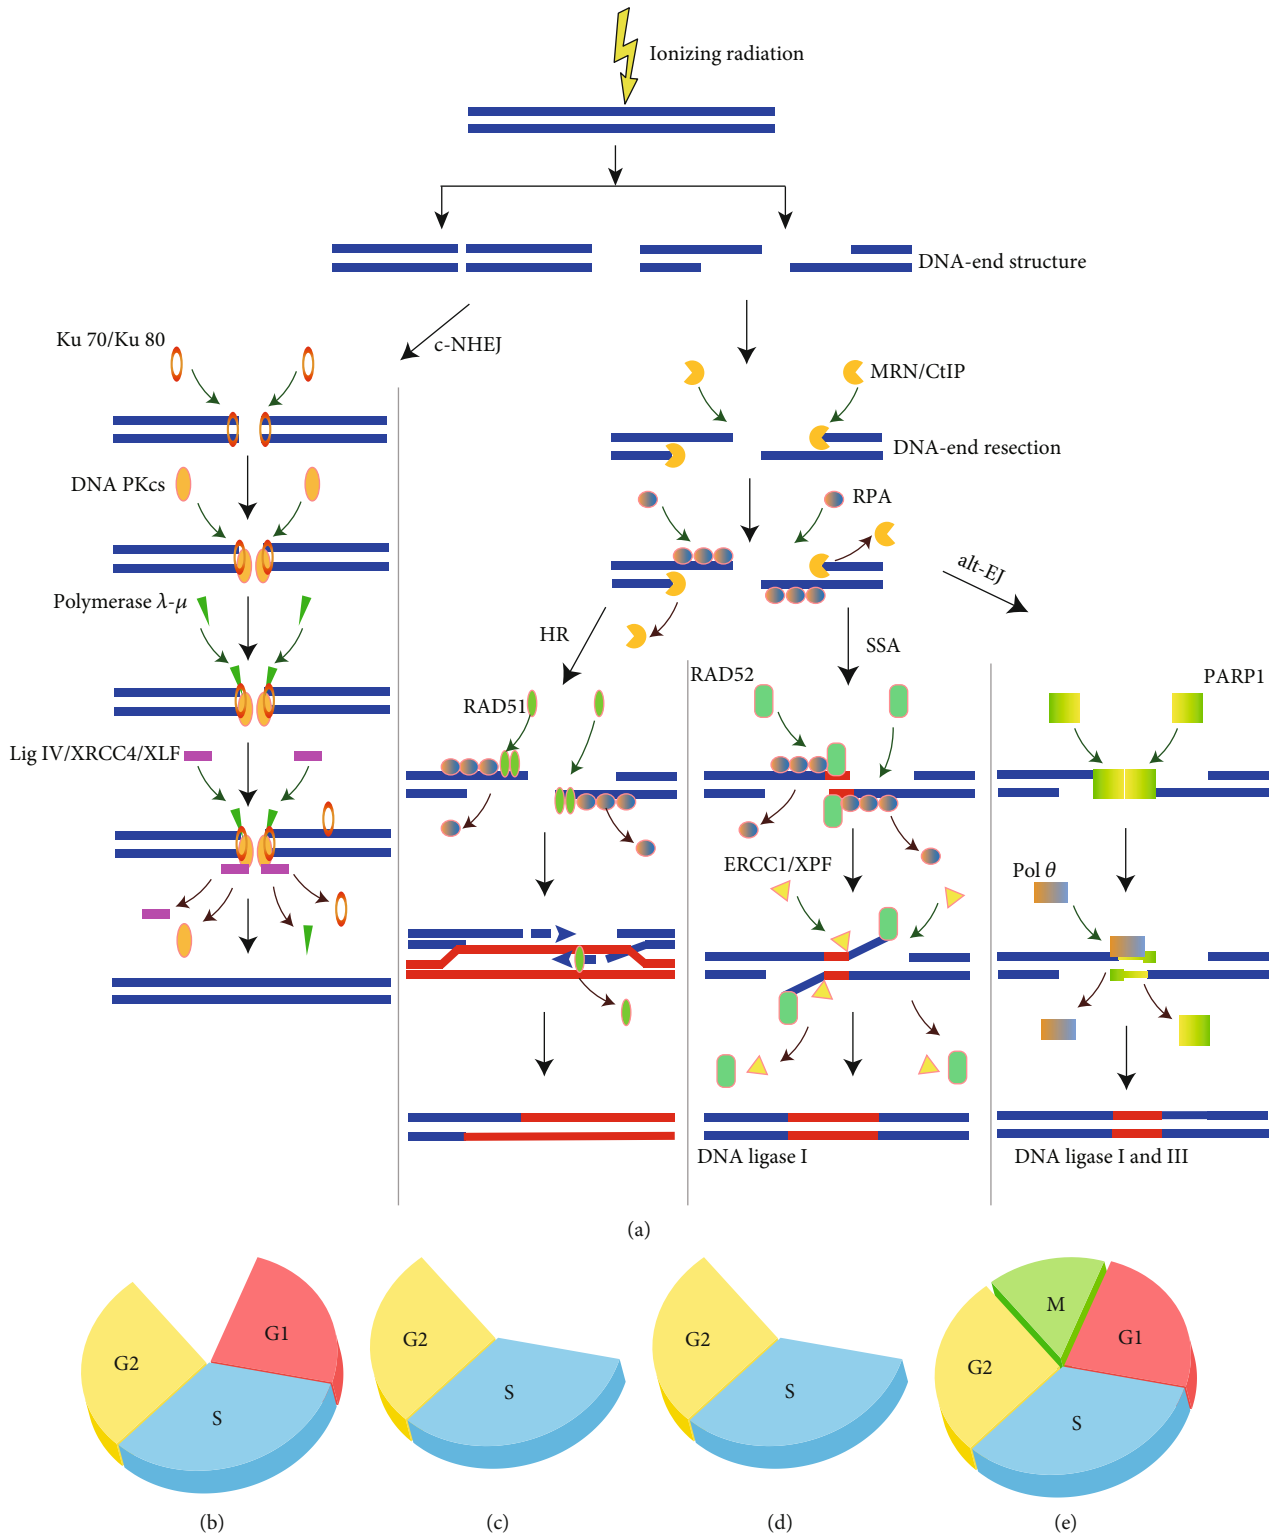 Ionizing radiation
DNA-end structure
c-NHEJ
Ku 70/Ku 80
MRN/CtIP
DNA-end resection
DNA PKcs
RPA
alt-EJ
Polymerase λ-μ
HR
SSA
RAD52
PARP1
RAD51
Lig IV/XRCC4/XLF
ERCC1/XPF
Pol θ
DNA ligase I
DNA ligase I and III
(a)
G2
G1
S
G2
S
G2
S
M
G2
G1
S
(b)
(c)
(d)
(e)